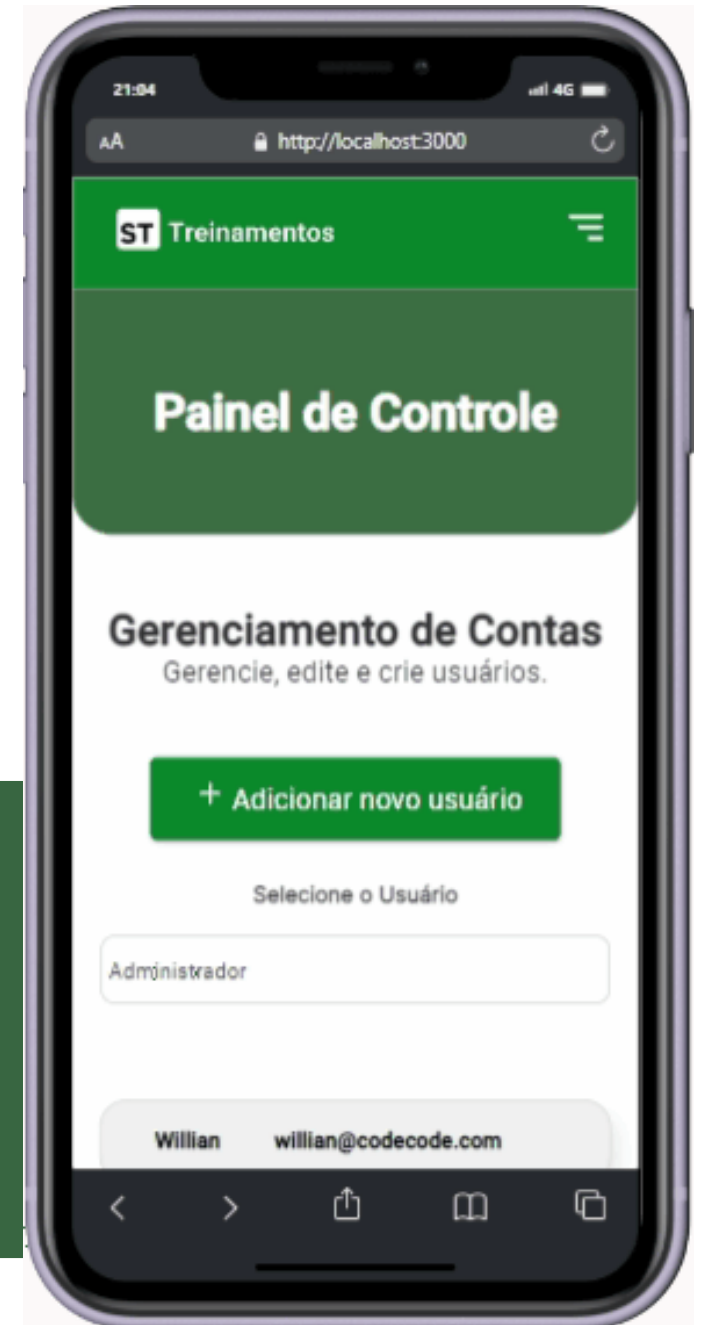 21:04
4G
AA
http://localhost:3000
ST Treinamentos
Painel de Controle
Gerenciamento de Contas
Gerencie, edite e crie usuários.
+ Adicionar novo usuário
Selecione o Usuário
Administrador
Willian willian@codecode.com